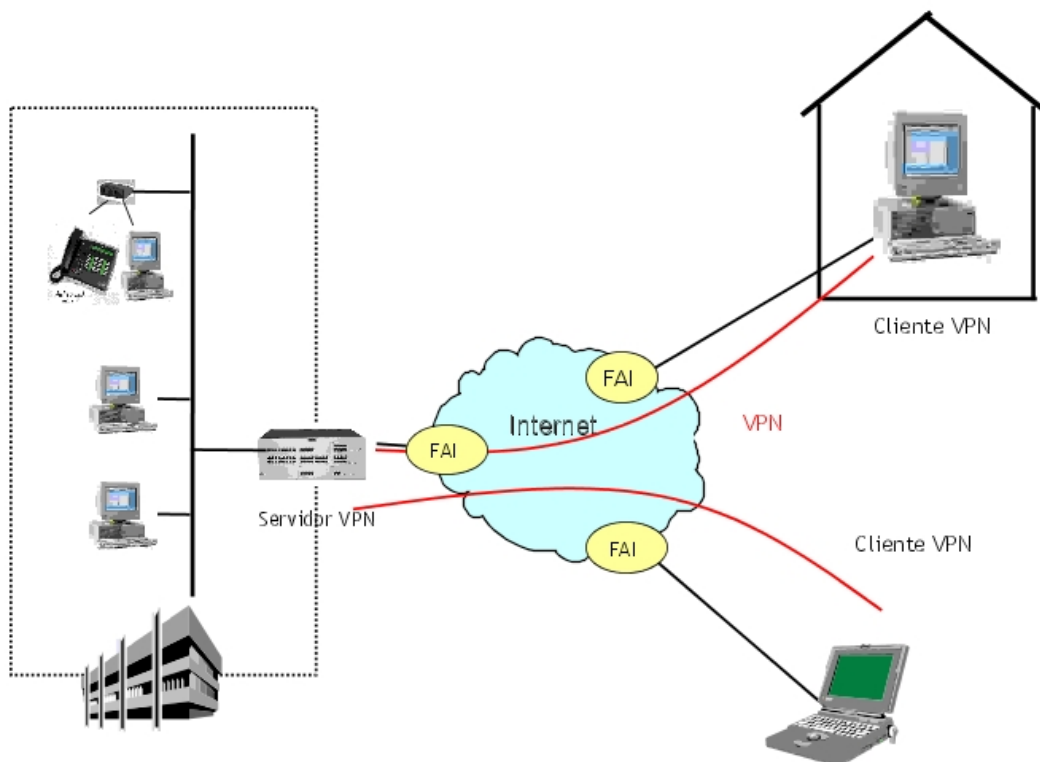 Cliente VPN
FAI
Internet
VPN
FAI
Servidor VPN
FAI
Cliente VPN